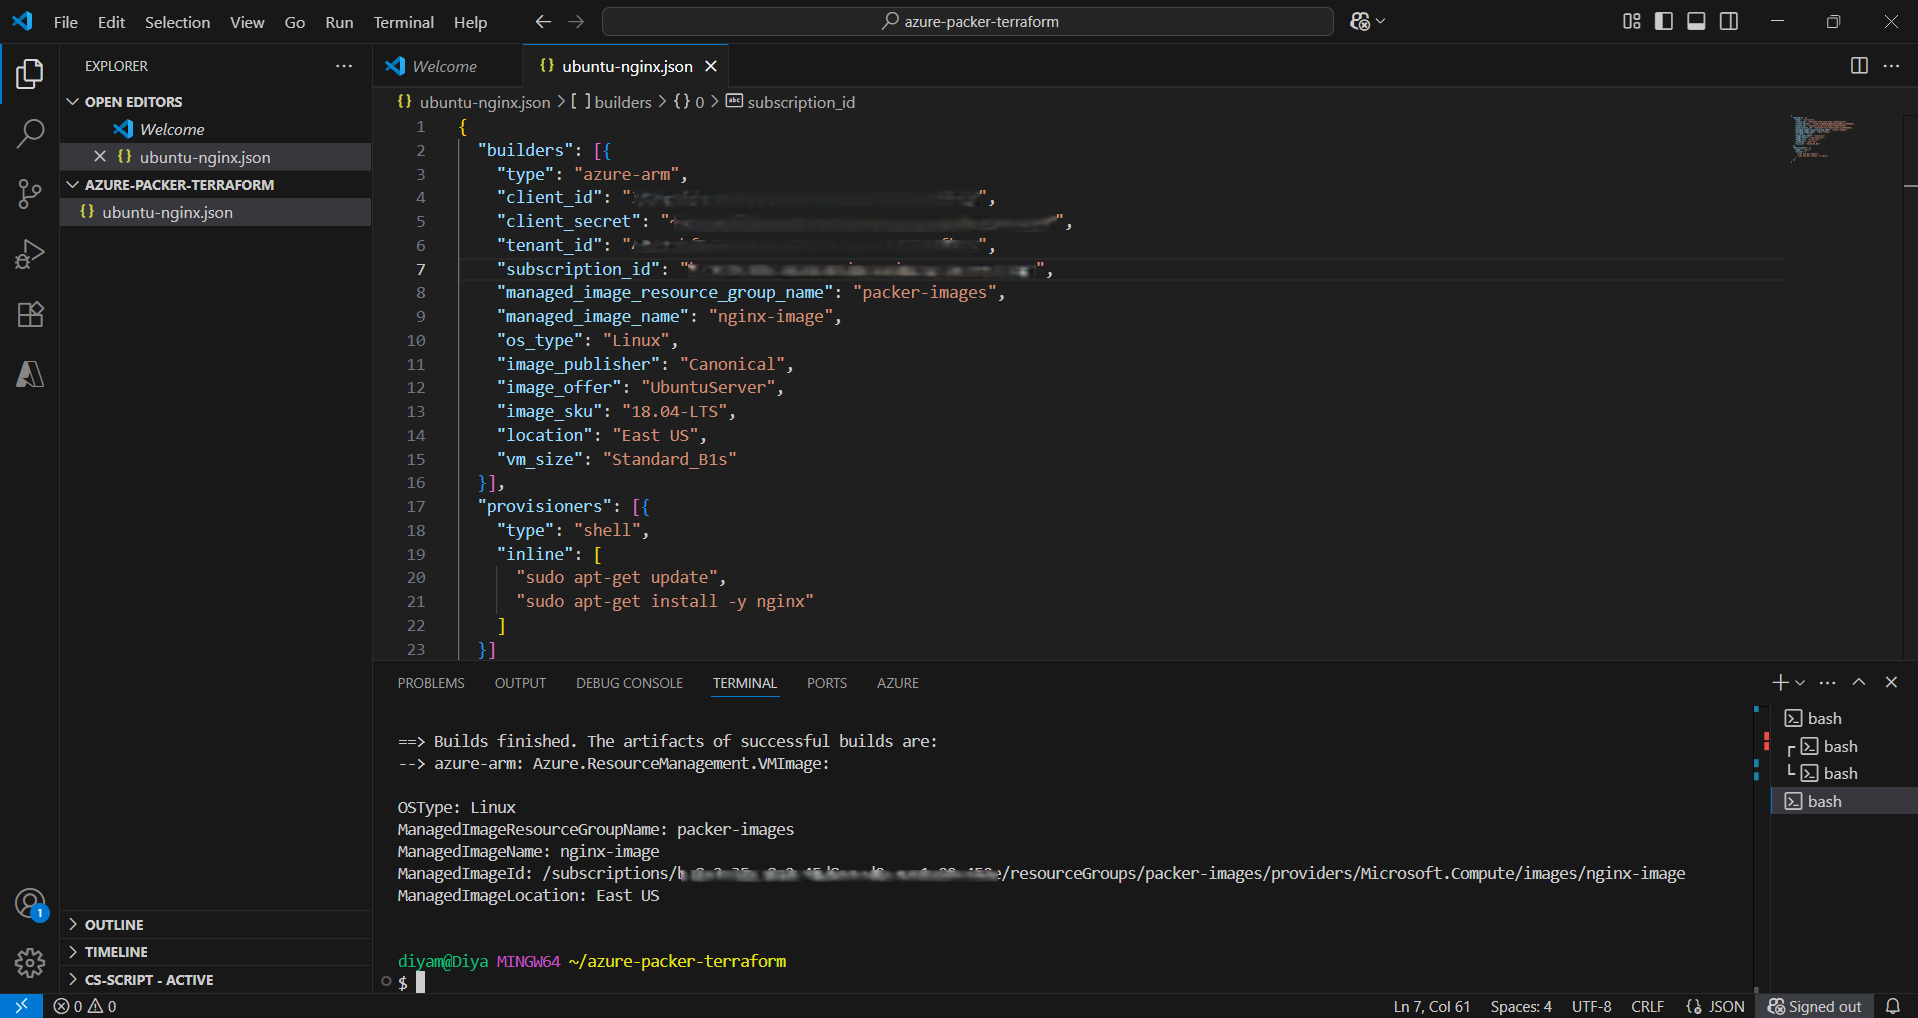 File Edit Selection View Go Run Terminal Help
azure-packer-terraform
EXPLORER
OPEN EDITORS
Welcome
ubuntu-nginx.json
AZURE-PACKER-TERRAFORM
ubuntu-nginx.json
OUTLINE
TIMELINE
CS-SCRIPT - ACTIVE
1
Welcome
ubuntu-nginx.json
ubuntu-nginx.json > [ ] builders > {} 0 > abc subscription_id
1 {
2 "builders": [{
3 "type": "azure-arm",
4 "client_id": "",
5 "client_secret": "",
6 "tenant_id": "",
7 "subscription_id": "",
8 "managed_image_resource_group_name": "packer-images",
9 "managed_image_name": "nginx-image",
10 "os_type": "Linux",
11 "image_publisher": "Canonical",
12 "image_offer": "UbuntuServer",
13 "image_sku": "18.04-LTS",
14 "location": "East US",
15 "vm_size": "Standard_B1s"
16 }],
17 "provisioners": [{
18 "type": "shell",
19 "inline": [
20 "sudo apt-get update",
21 "sudo apt-get install -y nginx"
22 ]
23 }]
PROBLEMS OUTPUT DEBUG CONSOLE TERMINAL PORTS AZURE
==> Builds finished. The artifacts of successful builds are:
--> azure-arm: Azure.ResourceManagement.VMImage:
OSType: Linux
ManagedImageResourceGroupName: packer-images
ManagedImageName: nginx-image
ManagedImageId: /subscriptions/ /resourceGroups/packer-images/providers/Microsoft.Compute/images/nginx-image
ManagedImageLocation: East US
diyam@Diya MINGW64 ~/azure-packer-terraform
$
bash
bash
bash
bash
0 0
Ln 7, Col 61 Spaces: 4 UTF-8 CRLF {} JSON Signed out